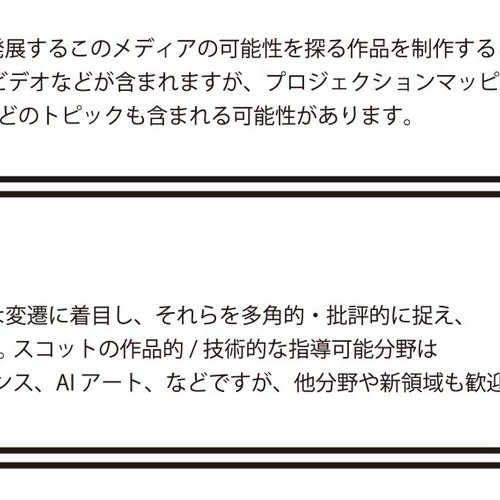 発展するこのメディアの可能性を探る作品を制作する
ビデオなどが含まれますが、プロジェクションマッピ
どのトピックも含まれる可能性があります。
な変遷に着目し、それらを多角的・批評的に捉え、
。スコットの作品的 / 技術的な指導可能分野は
ンス、AI アート、などですが、他分野や新領域も歓迎